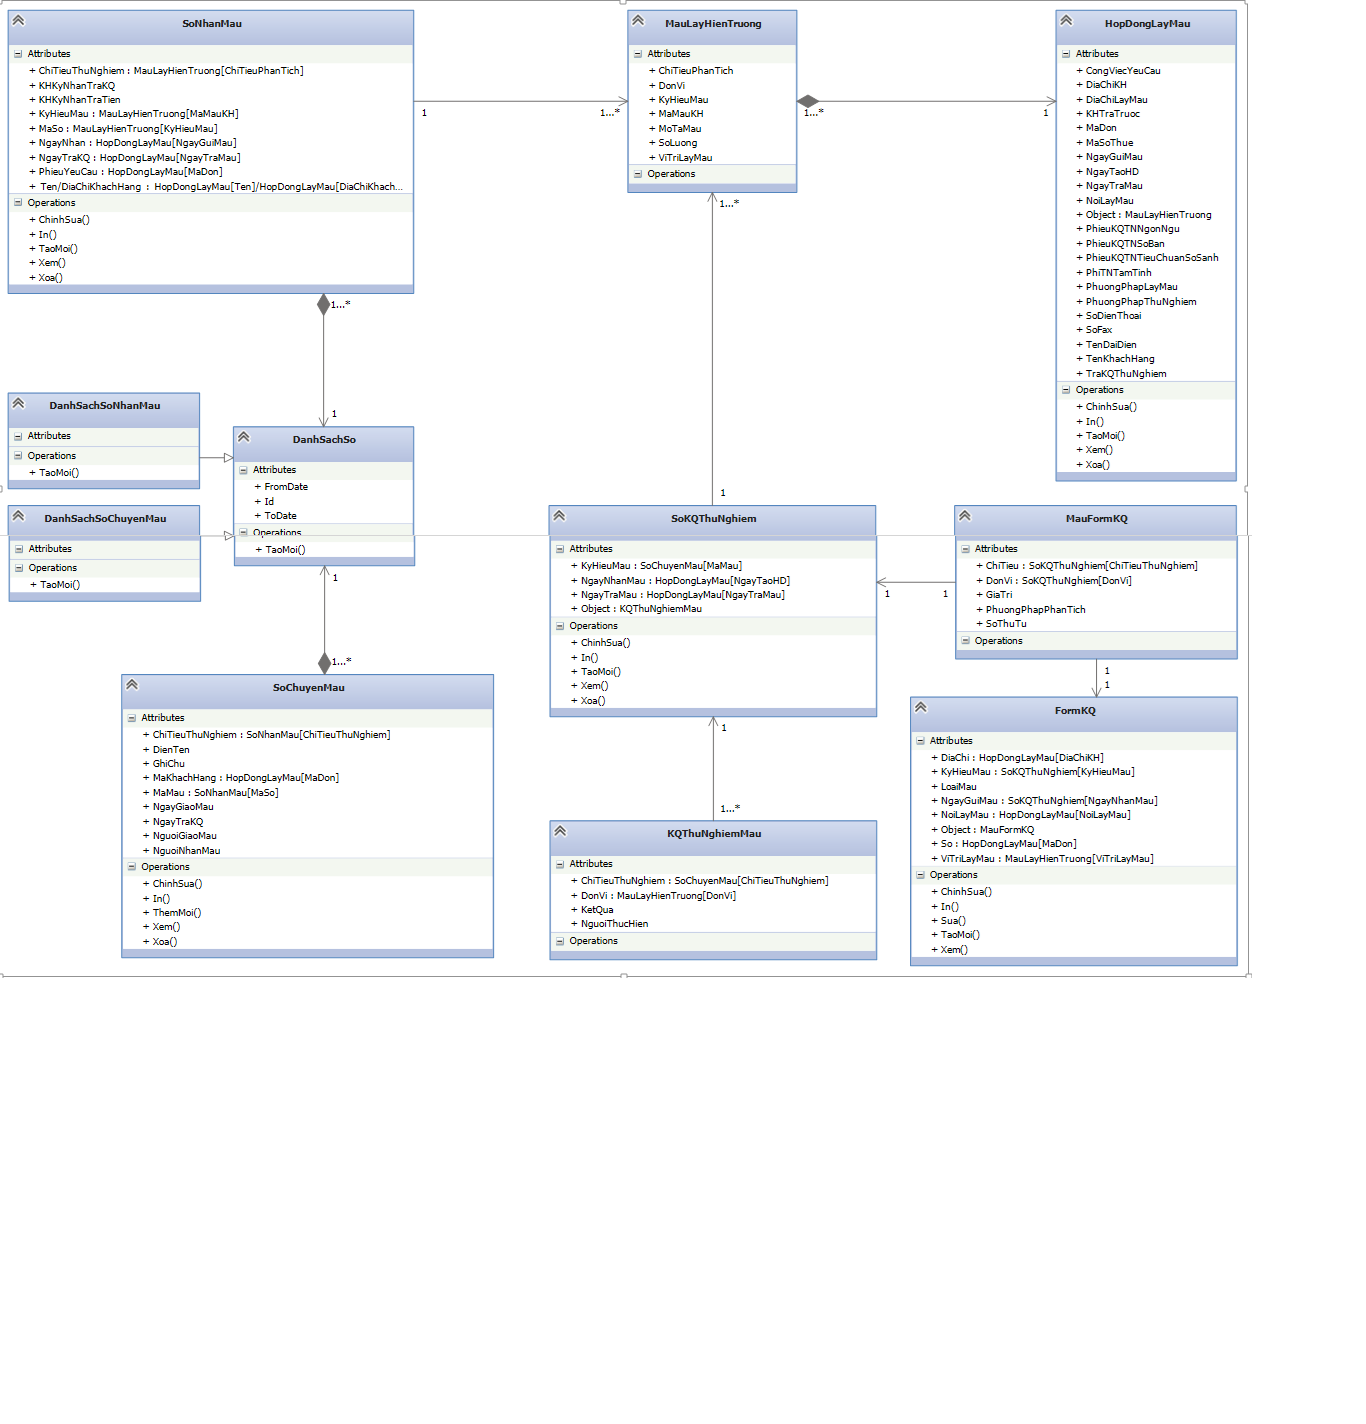 SoNhanMau
Attributes
+ ChiTieuThuNghiem : MauLayHienTruong[ChiTieuPhanTich]
+ KHKyNhanTraKQ
+ KHKyNhanTraTien
+ KyHieuMau : MauLayHienTruong[MaMauKH]
+ MaSo : MauLayHienTruong[KyHieuMau]
+ NgayNhan : HopDongLayMau[NgayGuiMau]
+ NgayTraKQ : HopDongLayMau[NgayTraMau]
+ PhieuYeuCau : HopDongLayMau[MaDon]
+ Ten/DiaChiKhachHang : HopDongLayMau[Ten]/HopDongLayMau[DiaChiKhach...
Operations
+ ChinhSua()
+ In()
+ TaoMoi()
+ Xem()
+ Xoa()
1
1...*
MauLayHienTruong
Attributes
+ ChiTieuPhanTich
+ DonVi
+ KyHieuMau
+ MaMauKH
+ MoTaMau
+ SoLuong
+ ViTriLayMau
Operations
1...*
1
HopDongLayMau
Attributes
+ CongViecYeuCau
+ DiaChiKH
+ DiaChiLayMau
+ KHTraTruoc
+ MaDon
+ MaSoThue
+ NgayGuiMau
+ NgayTaoHD
+ NgayTraMau
+ NoiLayMau
+ Object : MauLayHienTruong
+ PhieuKQTNNgonNgu
+ PhieuKQTNSoBan
+ PhieuKQTNTieuChuanSoSanh
+ PhiTNTamTinh
+ PhuongPhapLayMau
+ PhuongPhapThuNghiem
+ SoDienThoai
+ SoFax
+ TenDaiDien
+ TenKhachHang
+ TraKQThuNghiem
Operations
+ ChinhSua()
+ In()
+ TaoMoi()
+ Xem()
+ Xoa()
1...*
1
1...*
1
DanhSachSoNhanMau
Attributes
Operations
+ TaoMoi()
DanhSachSo
Attributes
+ FromDate
+ Id
+ ToDate
Operations
+ TaoMoi()
DanhSachSoChuyenMau
Attributes
Operations
+ TaoMoi()
1
1...*
SoChuyenMau
Attributes
+ ChiTieuThuNghiem : SoNhanMau[ChiTieuThuNghiem]
+ DienTen
+ GhiChu
+ MaKhachHang : HopDongLayMau[MaDon]
+ MaMau : SoNhanMau[MaSo]
+ NgayGiaoMau
+ NgayTraKQ
+ NguoiGiaoMau
+ NguoiNhanMau
Operations
+ ChinhSua()
+ In()
+ ThemMoi()
+ Xem()
+ Xoa()
SoKQThuNghiem
Attributes
+ KyHieuMau : SoChuyenMau[MaMau]
+ NgayNhanMau : HopDongLayMau[NgayTaoHD]
+ NgayTraMau : HopDongLayMau[NgayTraMau]
+ Object : KQThuNghiemMau
Operations
+ ChinhSua()
+ In()
+ TaoMoi()
+ Xem()
+ Xoa()
1
1
MauFormKQ
Attributes
+ ChiTieu : SoKQThuNghiem[ChiTieuThuNghiem]
+ DonVi : SoKQThuNghiem[DonVi]
+ GiaTri
+ PhuongPhapPhanTich
+ SoThuTu
Operations
1
1
1
1...*
KQThuNghiemMau
Attributes
+ ChiTieuThuNghiem : SoChuyenMau[ChiTieuThuNghiem]
+ DonVi : MauLayHienTruong[DonVi]
+ KetQua
+ NguoiThucHien
Operations
FormKQ
Attributes
+ DiaChi : HopDongLayMau[DiaChiKH]
+ KyHieuMau : SoKQThuNghiem[KyHieuMau]
+ LoaiMau
+ NgayGuiMau : SoKQThuNghiem[NgayNhanMau]
+ NoiLayMau : HopDongLayMau[NoiLayMau]
+ Object : MauFormKQ
+ So : HopDongLayMau[MaDon]
+ ViTriLayMau : MauLayHienTruong[ViTriLayMau]
Operations
+ ChinhSua()
+ In()
+ Sua()
+ TaoMoi()
+ Xem()